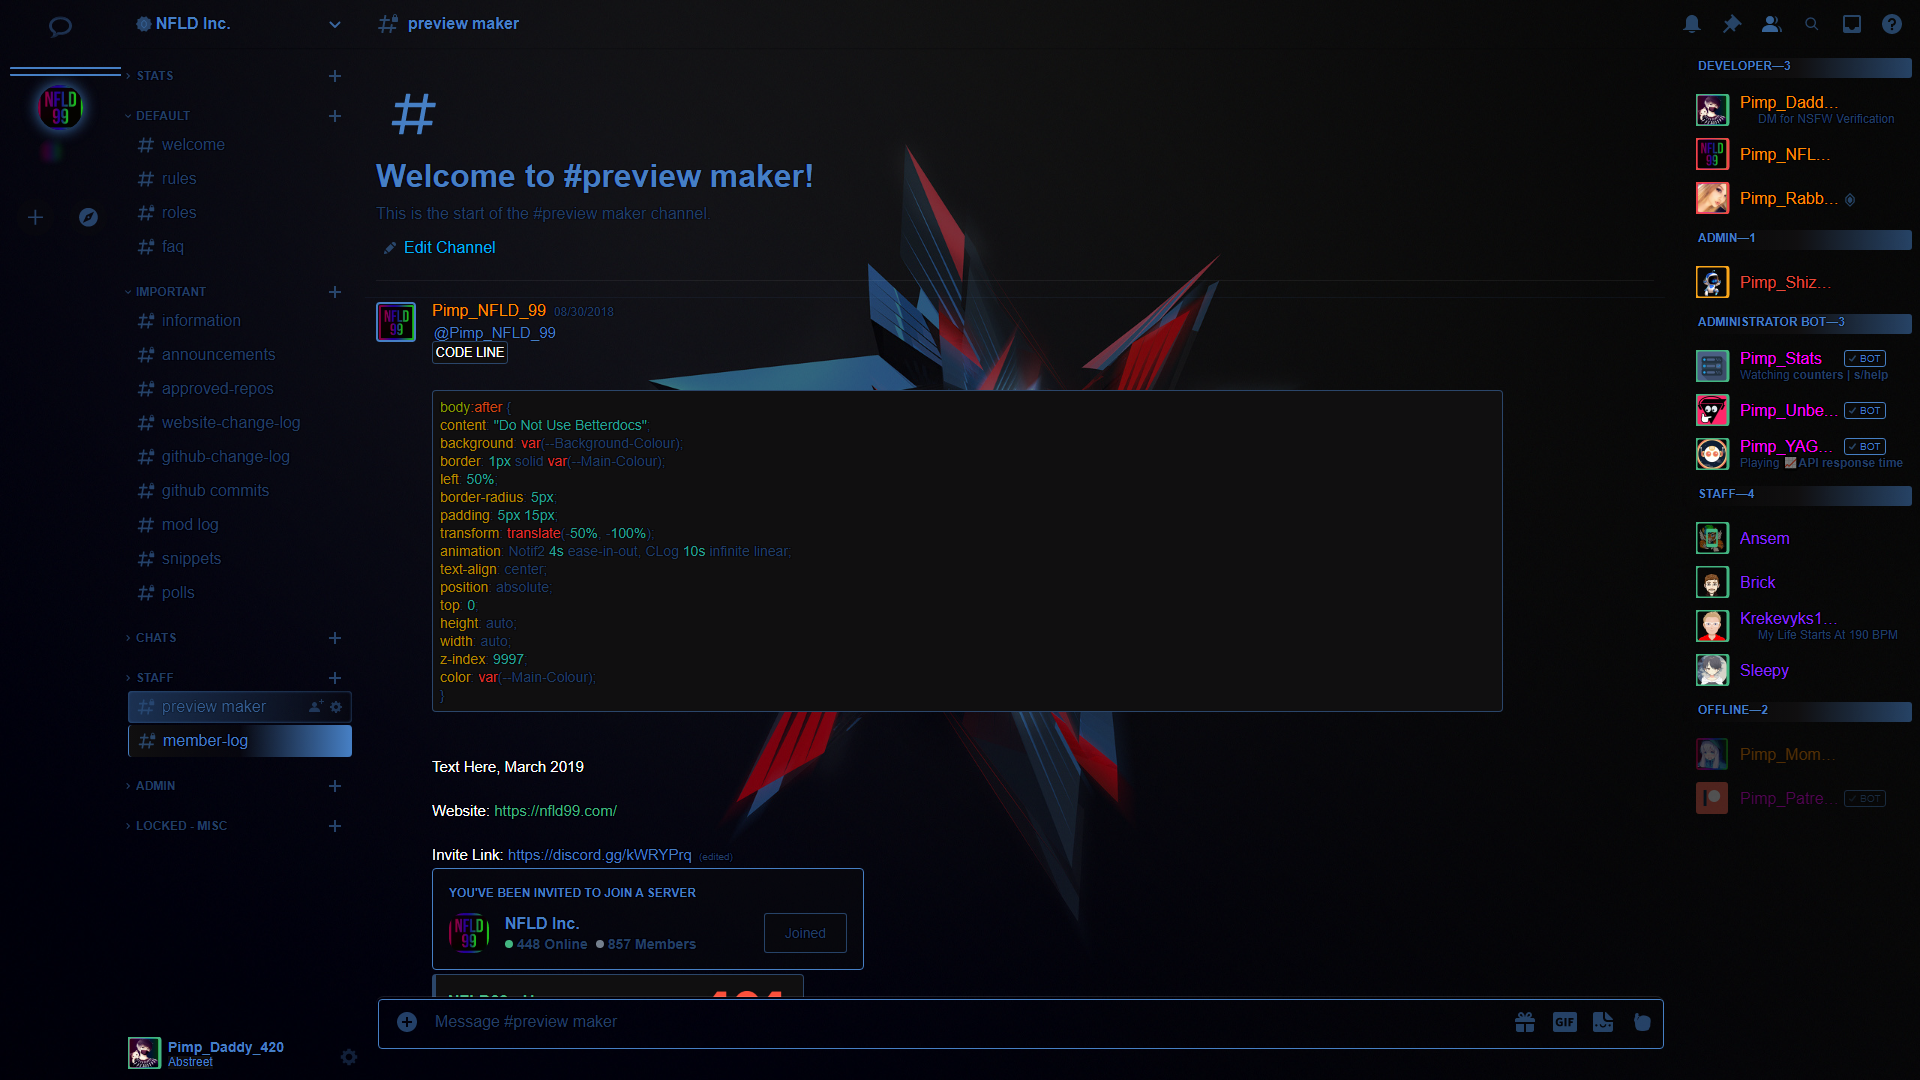 NFLD Inc.
preview maker
NFLD
99
STATS
DEFAULT
welcome
rules
roles
faq
IMPORTANT
information
announcements
approved-repos
website-change-log
github-change-log
github commits
mod log
snippets
polls
CHATS
STAFF
preview maker
member-log
ADMIN
LOCKED - MISC
Pimp_Daddy_420
Abstreet
#
Welcome to #preview maker!
This is the start of the #preview maker channel.
Edit Channel
NFLD
99
Pimp_NFLD_99 08/30/2018
@Pimp_NFLD_99
CODE LINE
body:after {
content: "Do Not Use Betterdocs";
background: var(--Background-Colour);
border: 1px solid var(--Main-Colour);
left: 50%;
border-radius: 5px;
padding: 5px 15px;
transform: translate(-50%, -100%);
animation: Notif2 4s ease-in-out, CLog 10s infinite linear;
text-align: center;
position: absolute;
top: 0;
height: auto;
width: auto;
z-index: 9997;
color: var(--Main-Colour);
}
Text Here, March 2019
Website: https://nfld99.com/
Invite Link: https://discord.gg/kWRYPrq (edited)
YOU'VE BEEN INVITED TO JOIN A SERVER
NFLD
99
NFLD Inc.
448 Online 857 Members
Joined
Message #preview maker
GIF
DEVELOPER—3
Pimp_Dadd...
DM for NSFW Verification
NFLD
99
Pimp_NFL...
Pimp_Rabb...
ADMIN—1
Pimp_Shiz...
ADMINISTRATOR BOT—3
Pimp_Stats ✓ BOT
Watching counters | s/help
Pimp_Unbe... ✓ BOT
Pimp_YAG... ✓ BOT
Playing 📈API response time
STAFF—4
Ansem
Brick
Krekevyks1...
My Life Starts At 190 BPM
Sleepy
OFFLINE—2
Pimp_Mom...
Pimp_Patre... ✓ BOT